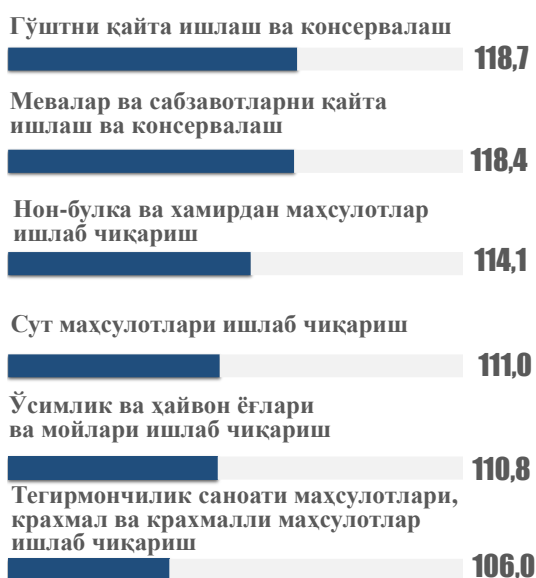 Гўштни қайта ишлаш ва консервалаш
118,7
Мевалар ва сабзавотларни қайта
ишлаш ва консервалаш
118,4
Нон-булка ва хамирдан маҳсулотлар
ишлаб чиқариш
114,1
Сут маҳсулотлари ишлаб чиқариш
111,0
Ўсимлик ва ҳайвон ёғлари
ва мойлари ишлаб чиқариш
110,8
Тегирмончилик саноати маҳсулотлари,
крахмал ва крахмалли маҳсулотлар
ишлаб чиқариш
106,0